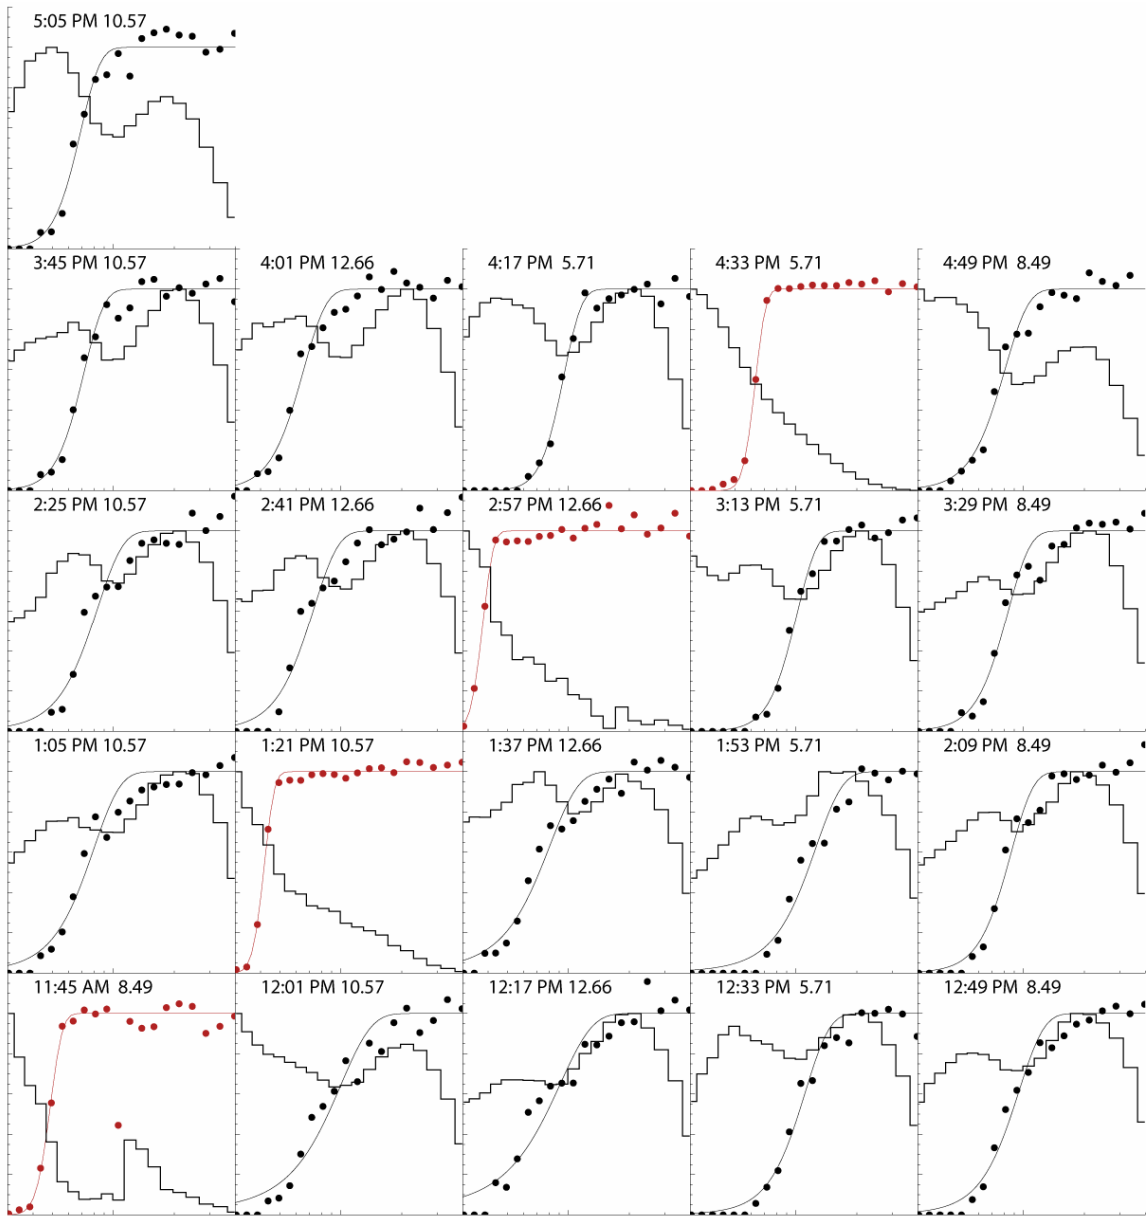 5:05 PM 10.57
3:45 PM 10.57
4:01 PM 12.66
4:17 PM 5.71
4:33 PM 5.71
4:49 PM 8.49
2:25 PM 10.57
2:41 PM 12.66
2:57 PM 12.66
3:13 PM 5.71
3:29 PM 8.49
1:05 PM 10.57
1:21 PM 10.57
1:37 PM 12.66
1:53 PM 5.71
2:09 PM 8.49
11:45 AM 8.49
12:01 PM 10.57
12:17 PM 12.66
12:33 PM 5.71
12:49 PM 8.49